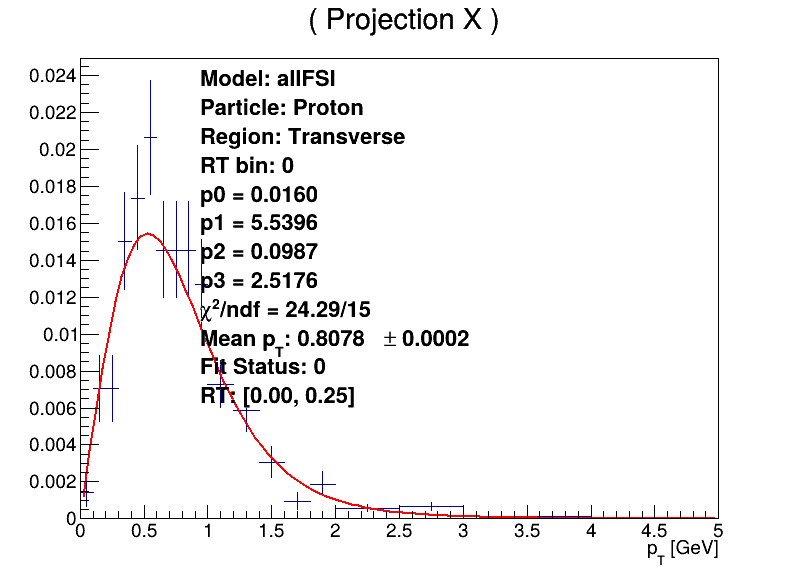 ( Projection X )
Model: allFSI
Particle: Proton
Region: Transverse
RT bin: 0
p0 = 0.0160
p1 = 5.5396
p2 = 0.0987
p3 = 2.5176
χ²/ndf = 24.29/15
Mean p_T: 0.8078 ± 0.0002
Fit Status: 0
RT: [0.00, 0.25]
0.024
0.022
0.02
0.018
0.016
0.014
0.012
0.01
0.008
0.006
0.004
0.002
0
0 0.5 1 1.5 2 2.5 3 3.5 4 4.5 5
p_T [GeV]